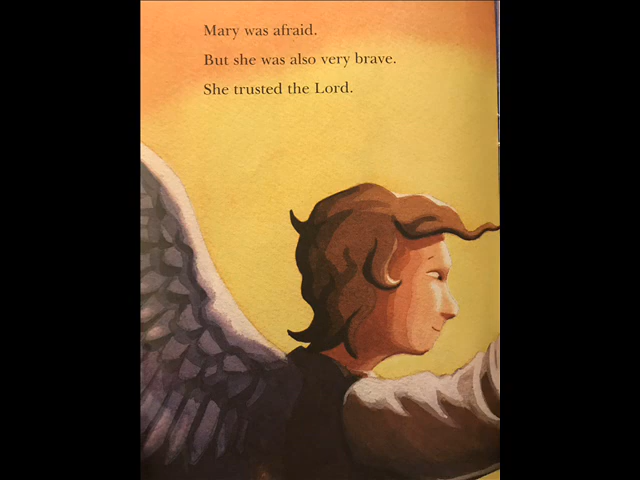 Mary was afraid.
But she was also very brave.
She trusted the Lord.